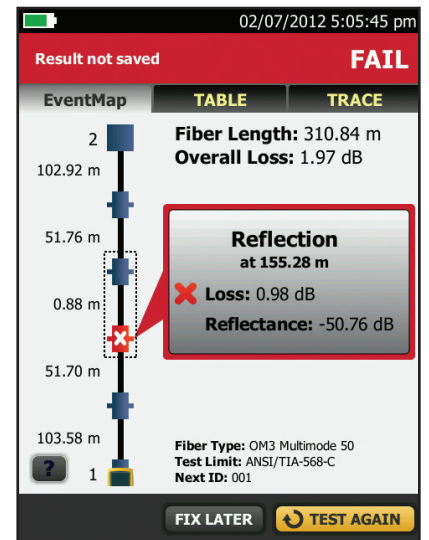 02/07/2012 5:05:45 pm
Result not saved FAIL
EventMap TABLE TRACE
2
102.92 m
51.76 m
0.88 m
51.70 m
103.58 m
? 1
Fiber Length: 310.84 m
Overall Loss: 1.97 dB
Reflection
at 155.28 m
Loss: 0.98 dB
Reflectance: -50.76 dB
Fiber Type: OM3 Multimode 50
Test Limit: ANSI/TIA-568-C
Next ID: 001
FIX LATER TEST AGAIN